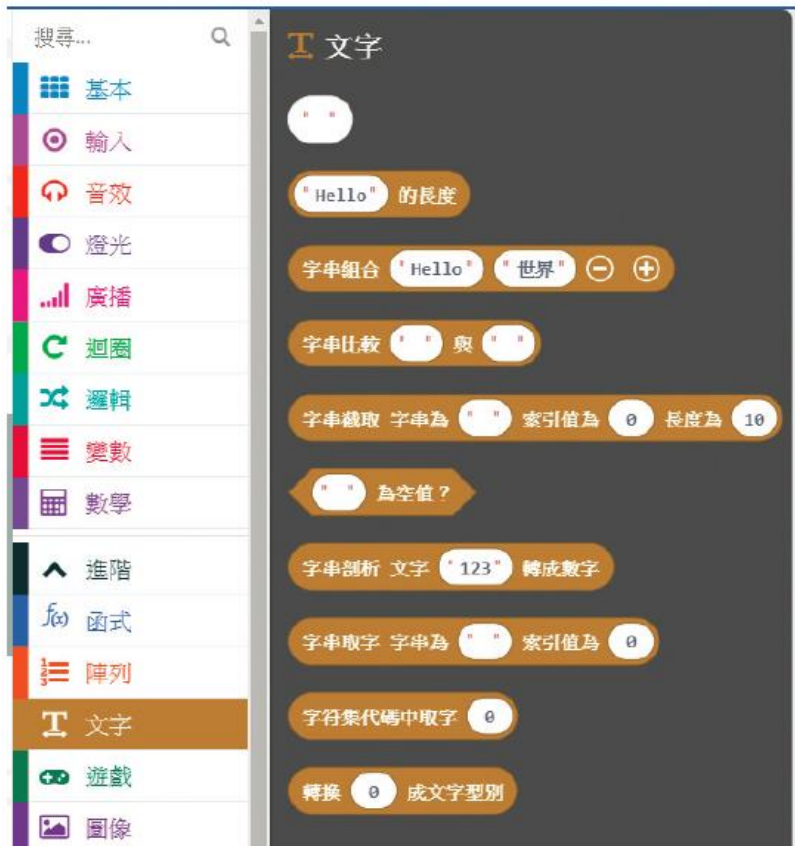 搜尋...
基本
輸入
音效
燈光
廣播
迴圈
邏輯
變數
數學
進階
f(x) 函式
陣列
文字
遊戲
圖像
文字
" "
"Hello" 的長度
字串組合 "Hello" "世界"
字串比較 " " 與 " "
字串截取 字串為 " " 索引值為 0 長度為 10
" " 為空值？
字串剖析 文字 "123" 轉成數字
字串取字 字串為 " " 索引值為 0
字符集代碼中取字 0
轉換 0 成文字型別